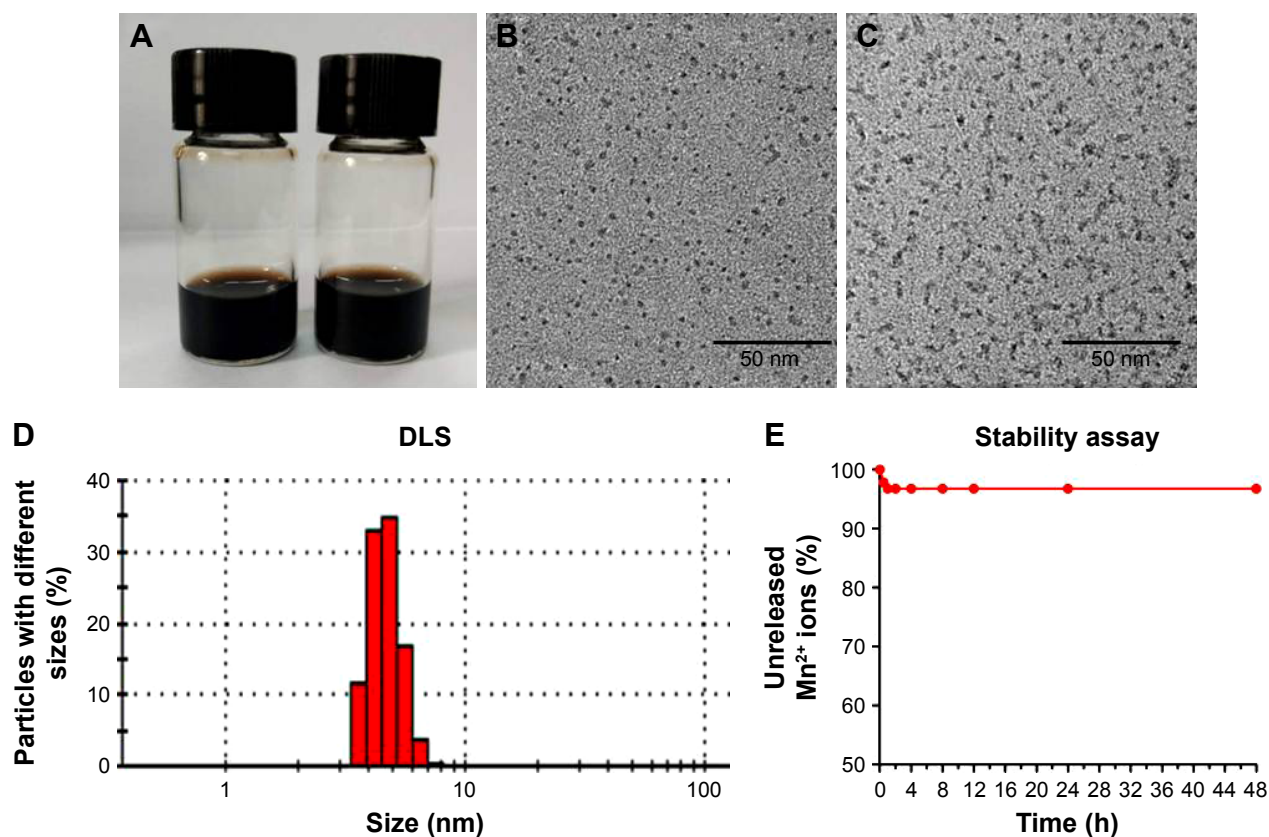 A
B
C
50 nm
50 nm
D
DLS
Particles with different
sizes (%)
40
30
20
10
0
1
10
100
Size (nm)
E
Stability assay
Unreleased
Mn²⁺ ions (%)
100
90
80
70
60
50
0 4 8 12 16 20 24 28 32 36 40 44 48
Time (h)